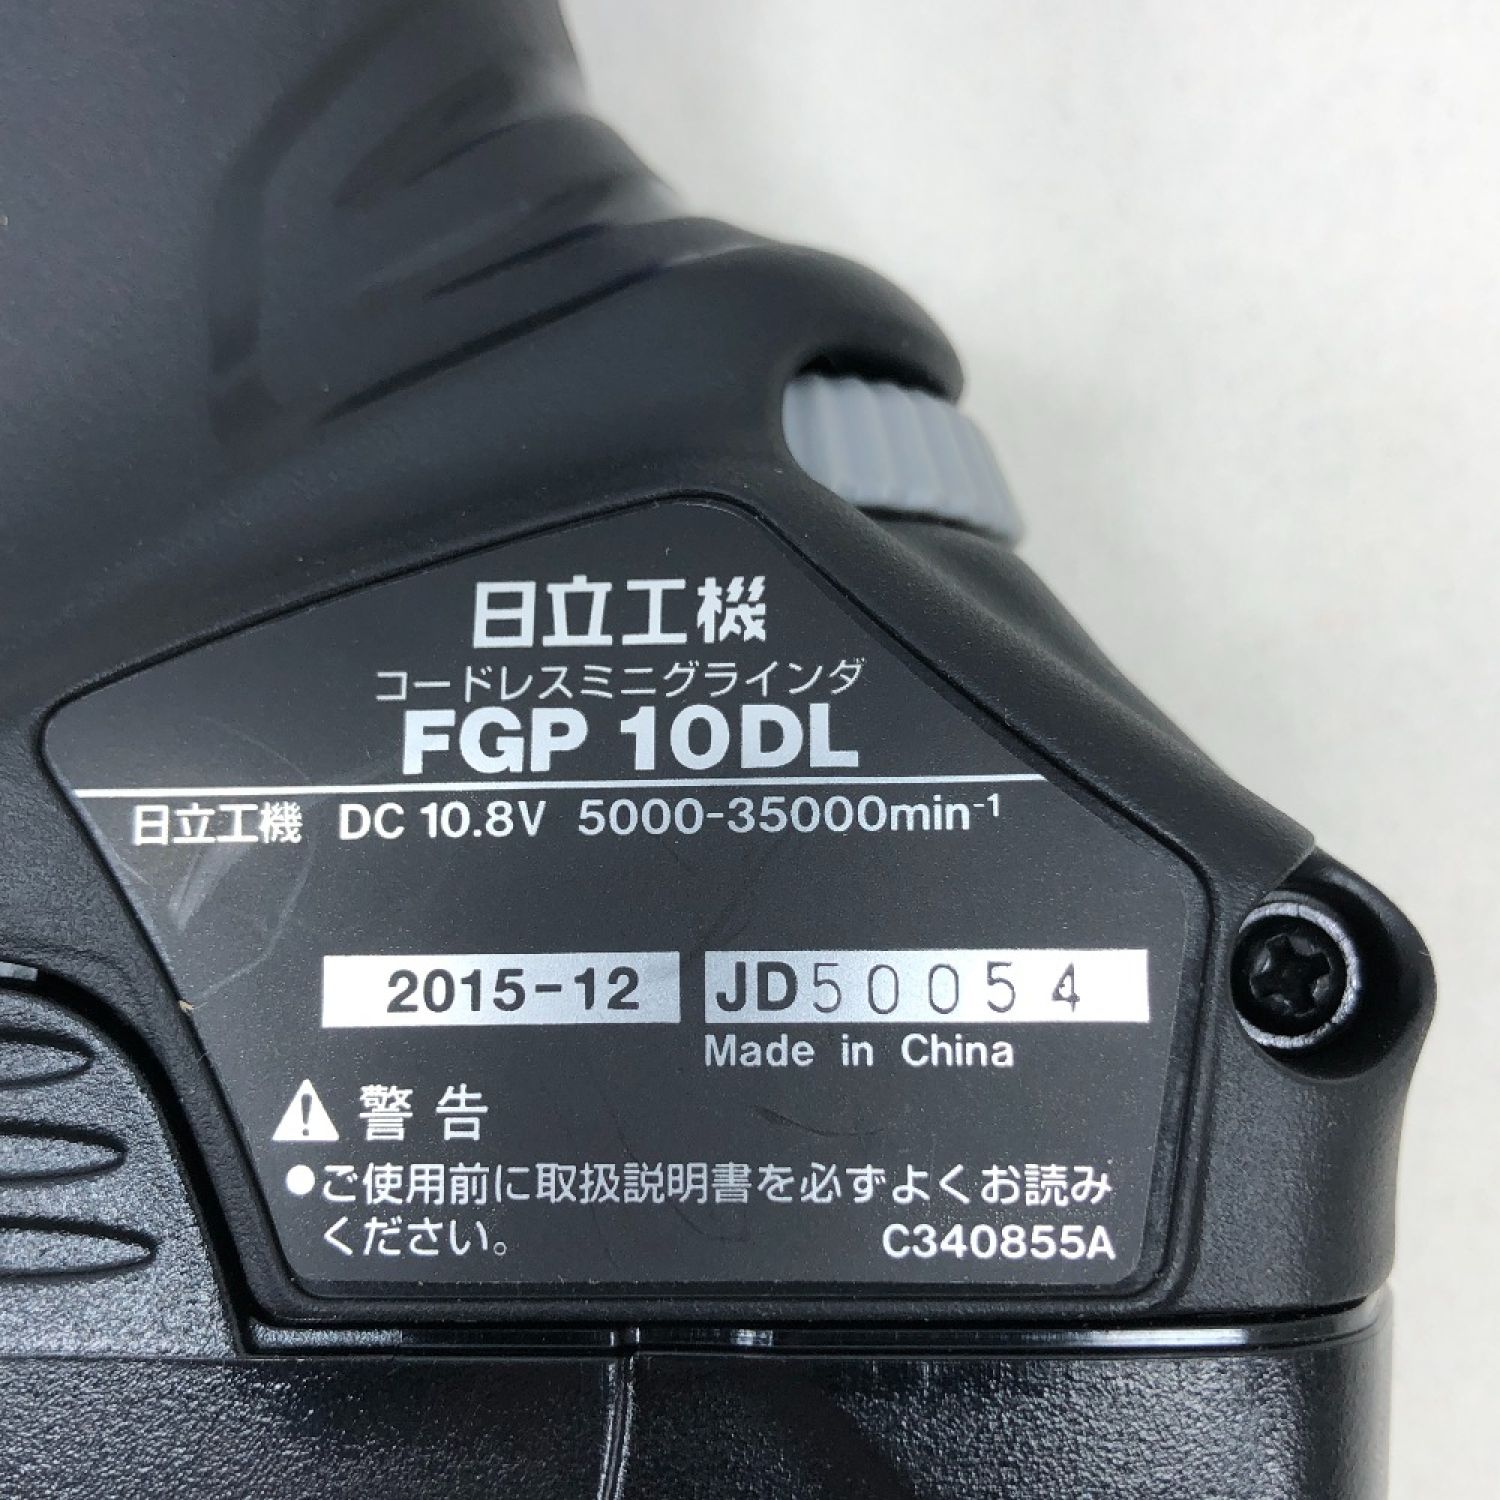 日立工機
コードレスミニグラインダ
FGP 10DL
日立工機 DC 10.8V 5000-35000min⁻¹
2015-12 JD50054
Made in China
警告
●ご使用前に取扱説明書を必ずよくお読み
ください。 C340855A